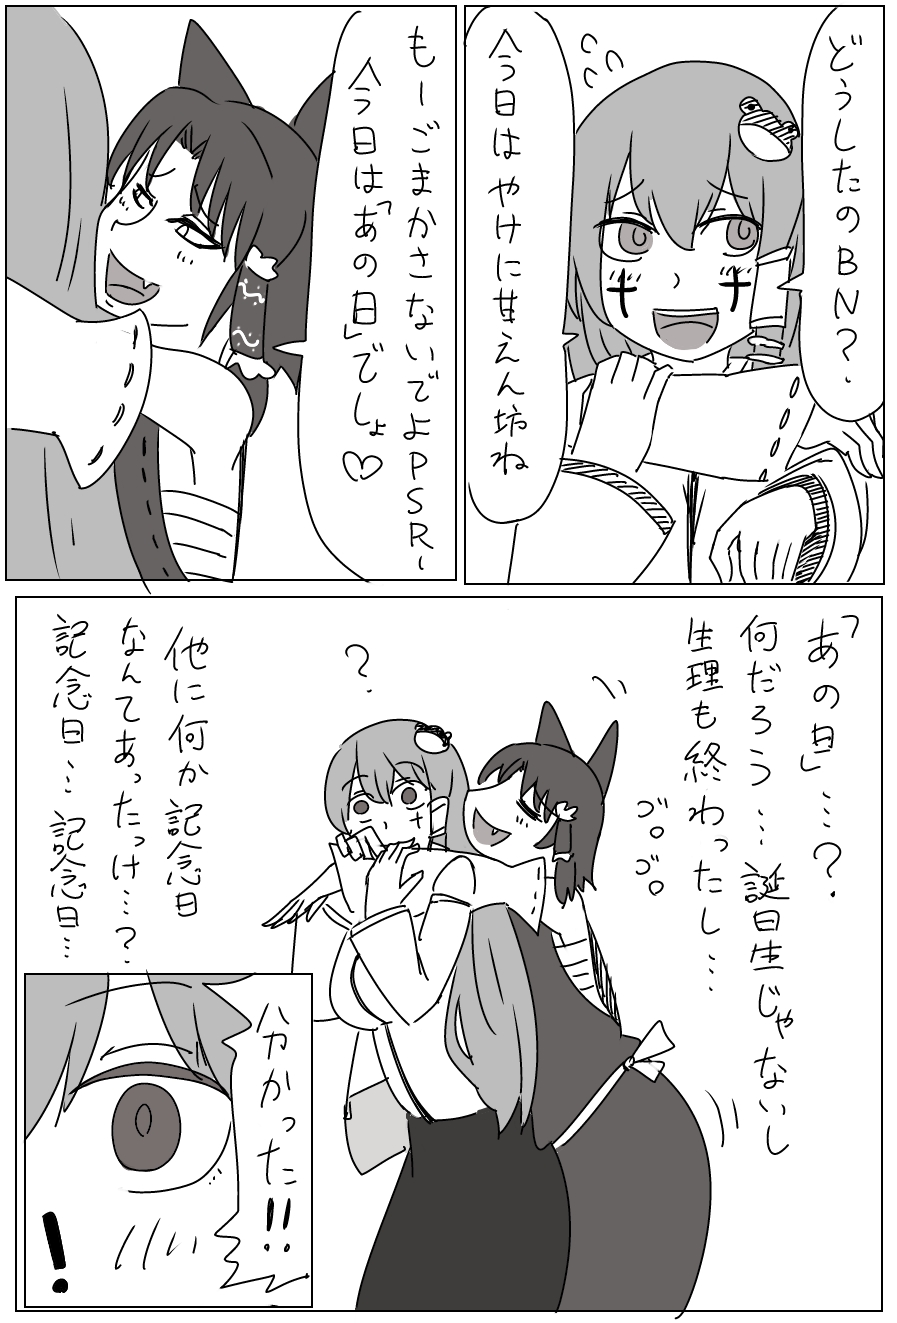 どうしたのBN?
今日はやけに甘えん坊ね
もーごまかさないでよPSR~
今日は「あの日」でしょ♡
「あの日」…?
何だろう…誕日生じゃないし
生理も終わったし…
ゴロゴロ
?
他に何か記念日
なんてあったっけ…?
記念日…記念日…
分かった!!
!